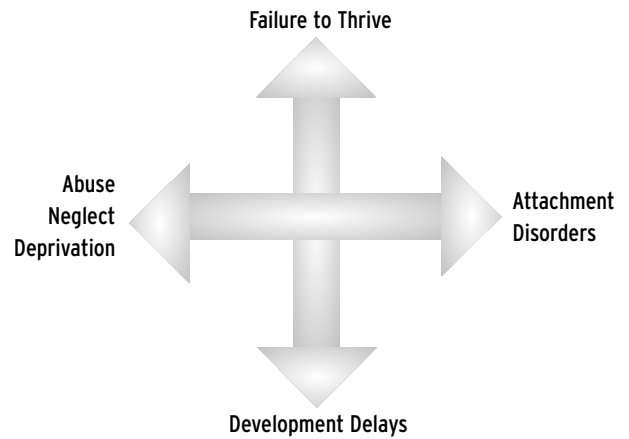 Failure to Thrive
Abuse
Neglect
Deprivation
Attachment
Disorders
Development Delays